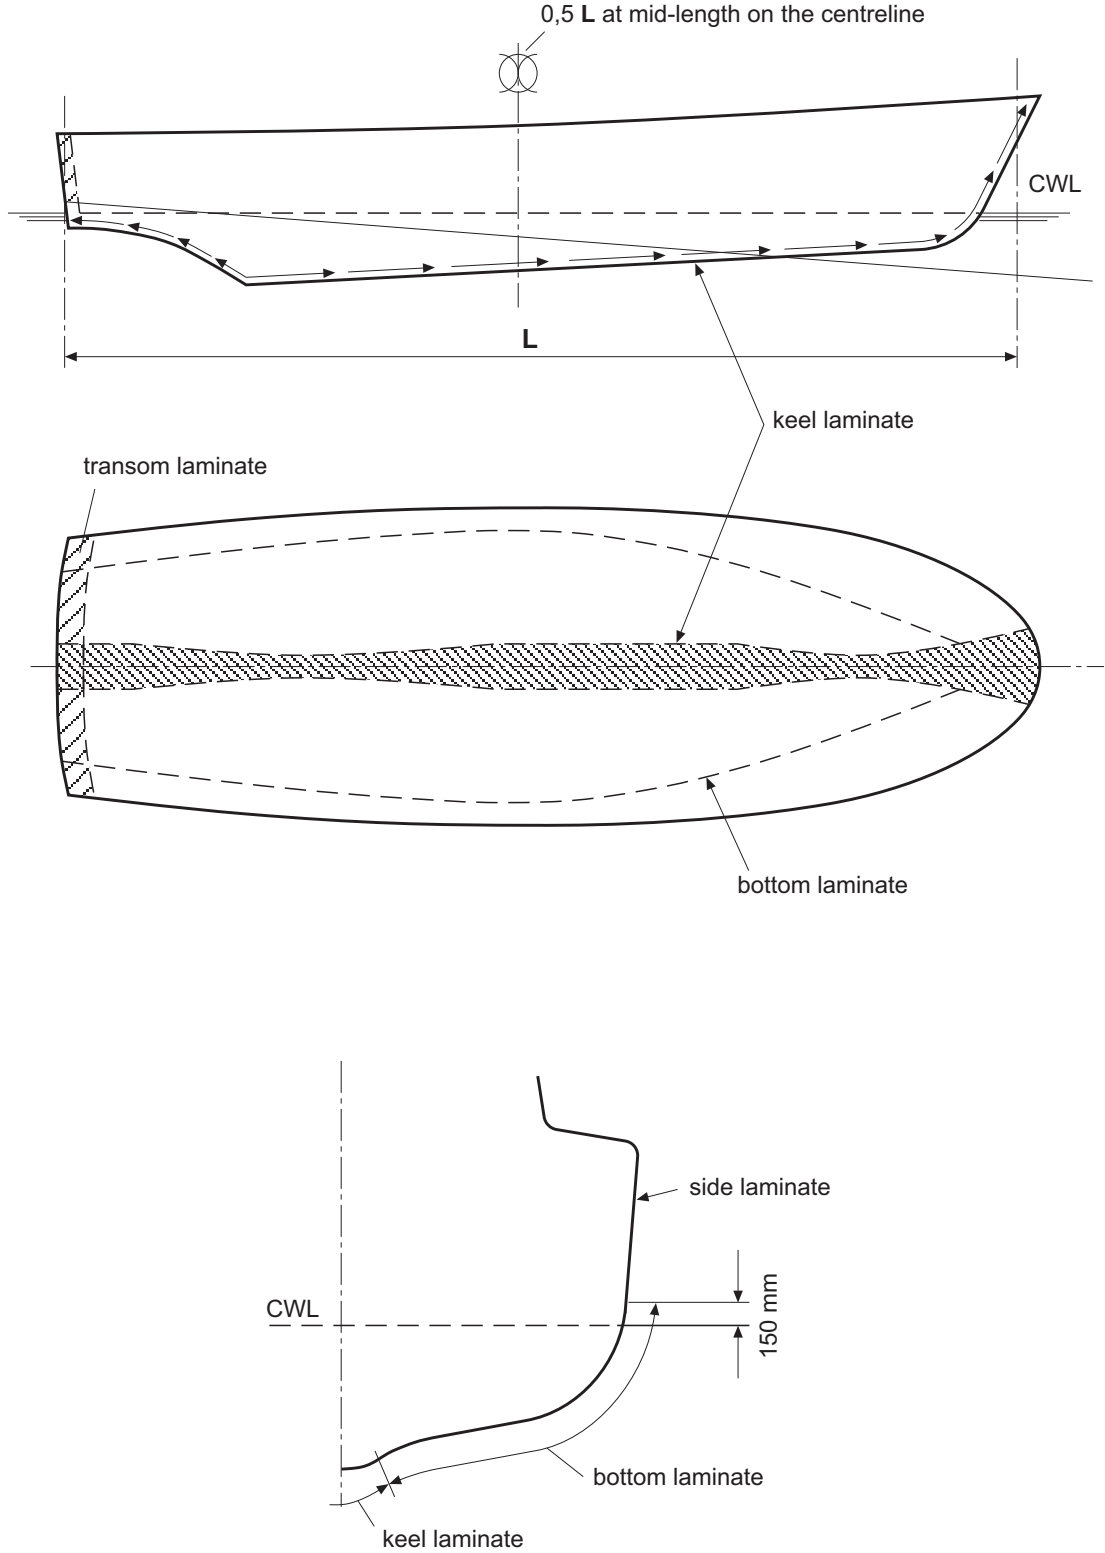 0,5 L at mid-length on the centreline
CWL
L
keel laminate
transom laminate
bottom laminate
side laminate
CWL
150 mm
bottom laminate
keel laminate